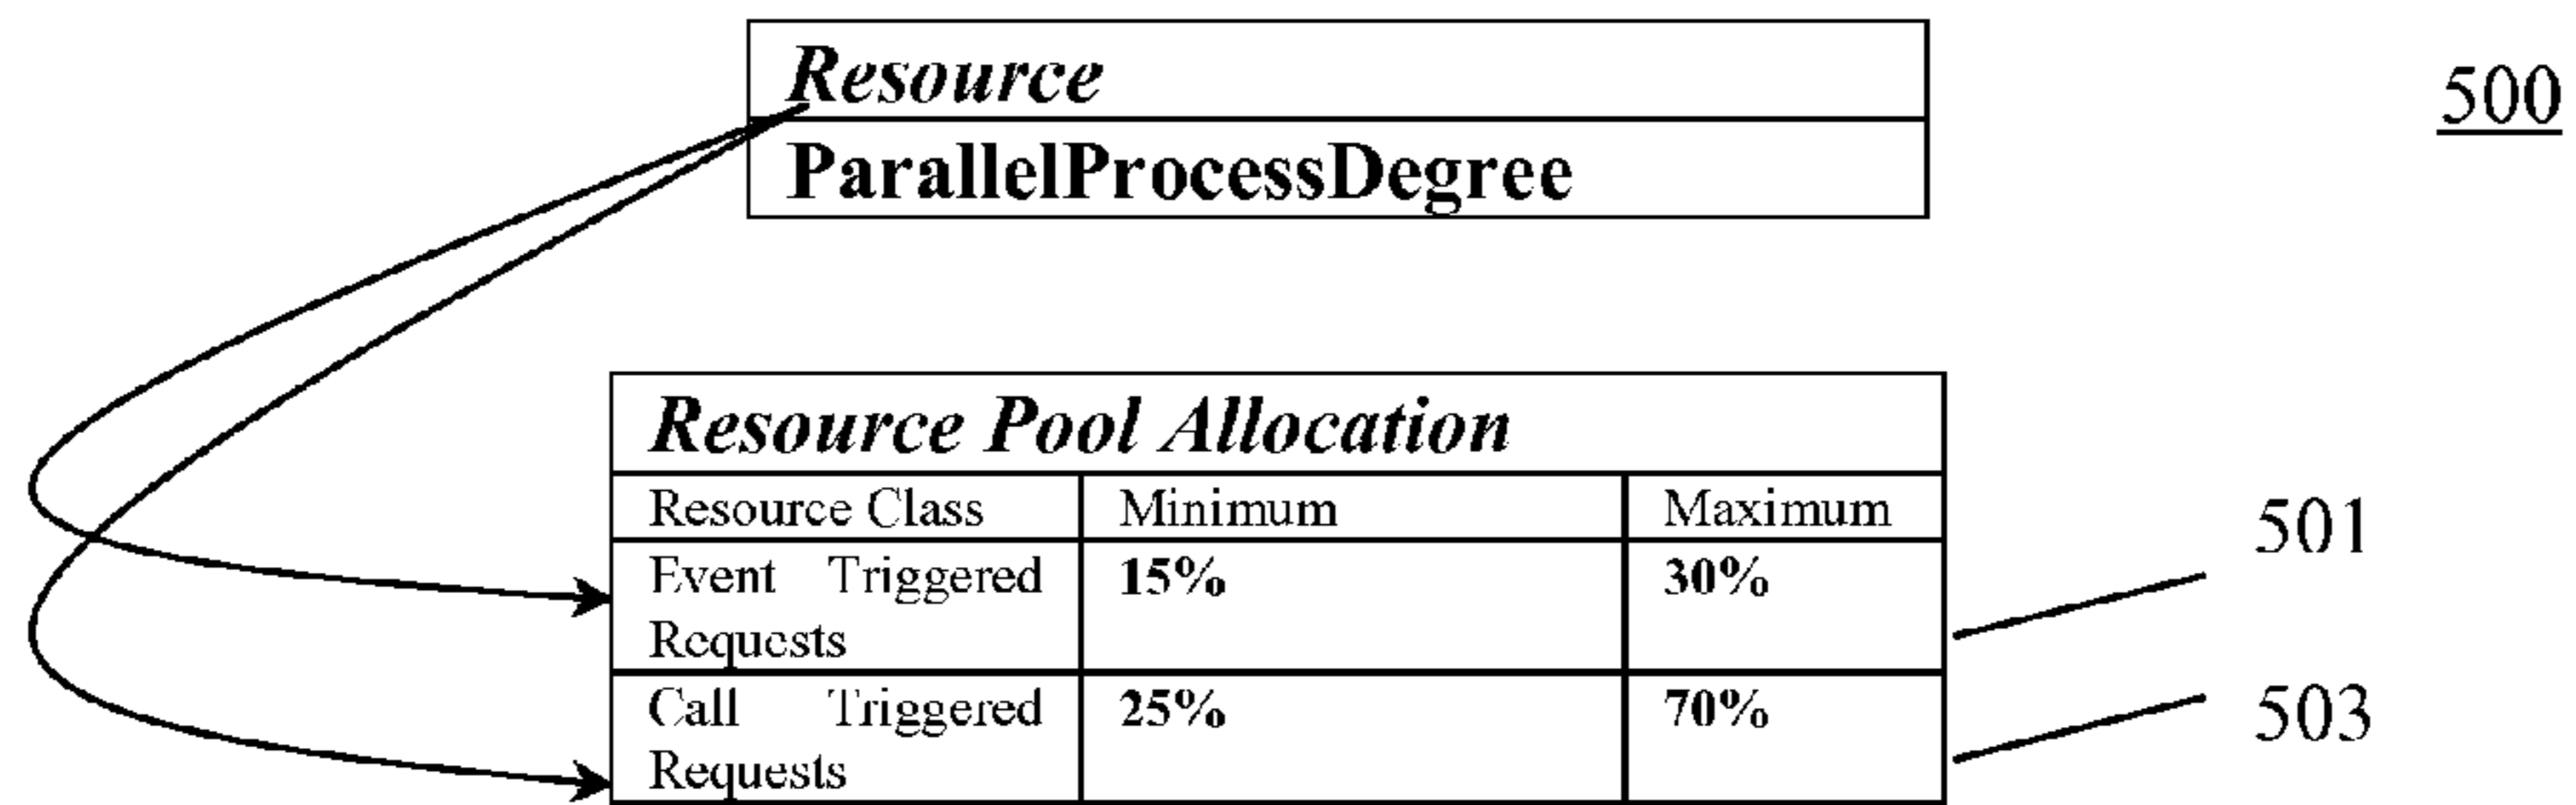 Resource
500
ParallelProcessDegree
Resource Pool Allocation
Resource Class Minimum Maximum
501
Event Triggered 15% 30%
Requests
Call Triggered 25% 70%
503
Requests